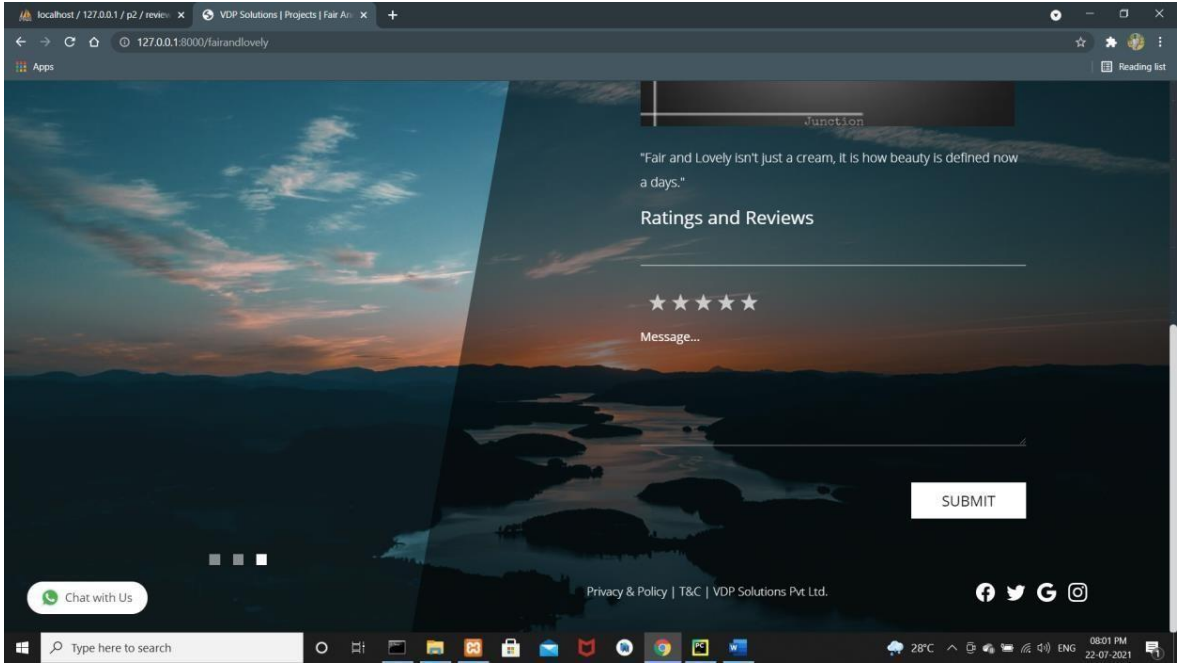 localhost / 127.0.0.1 / p2 / review
VDP Solutions | Projects | Fair An
127.0.0.1:8000/fairandlovely
Apps
Reading list
Junction
"Fair and Lovely isn't just a cream, it is how beauty is defined now
a days."
Ratings and Reviews
Message...
SUBMIT
Chat with Us
Privacy & Policy | T&C | VDP Solutions Pvt Ltd.
Type here to search
28°C
ENG
08:01 PM
22-07-2021